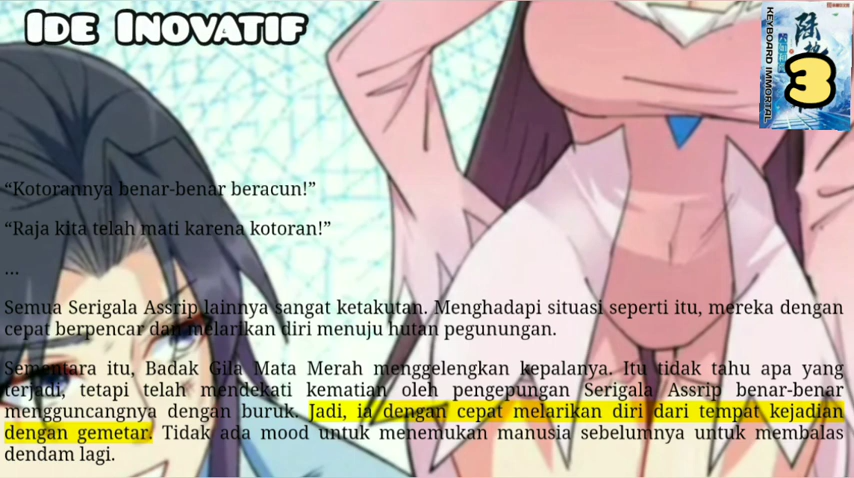 IDE INOVATIF
KEYBOARD IMMORTAL
3
“Kotorannya benar-benar beracun!”
“Raja kita telah mati karena kotoran!”
...
Semua Serigala Assrip lainnya sangat ketakutan. Menghadapi situasi seperti itu, mereka dengan
cepat berpencar dan melarikan diri menuju hutan pegunungan.
Sementara itu, Badak Gila Mata Merah menggelengkan kepalanya. Itu tidak tahu apa yang
terjadi, tetapi telah mendekati kematian oleh pengepungan Serigala Assrip benar-benar
mengguncangnya dengan buruk. Jadi, ia dengan cepat melarikan diri dari tempat kejadian
dengan gemetar. Tidak ada mood untuk menemukan manusia sebelumnya untuk membalas
dendam lagi.